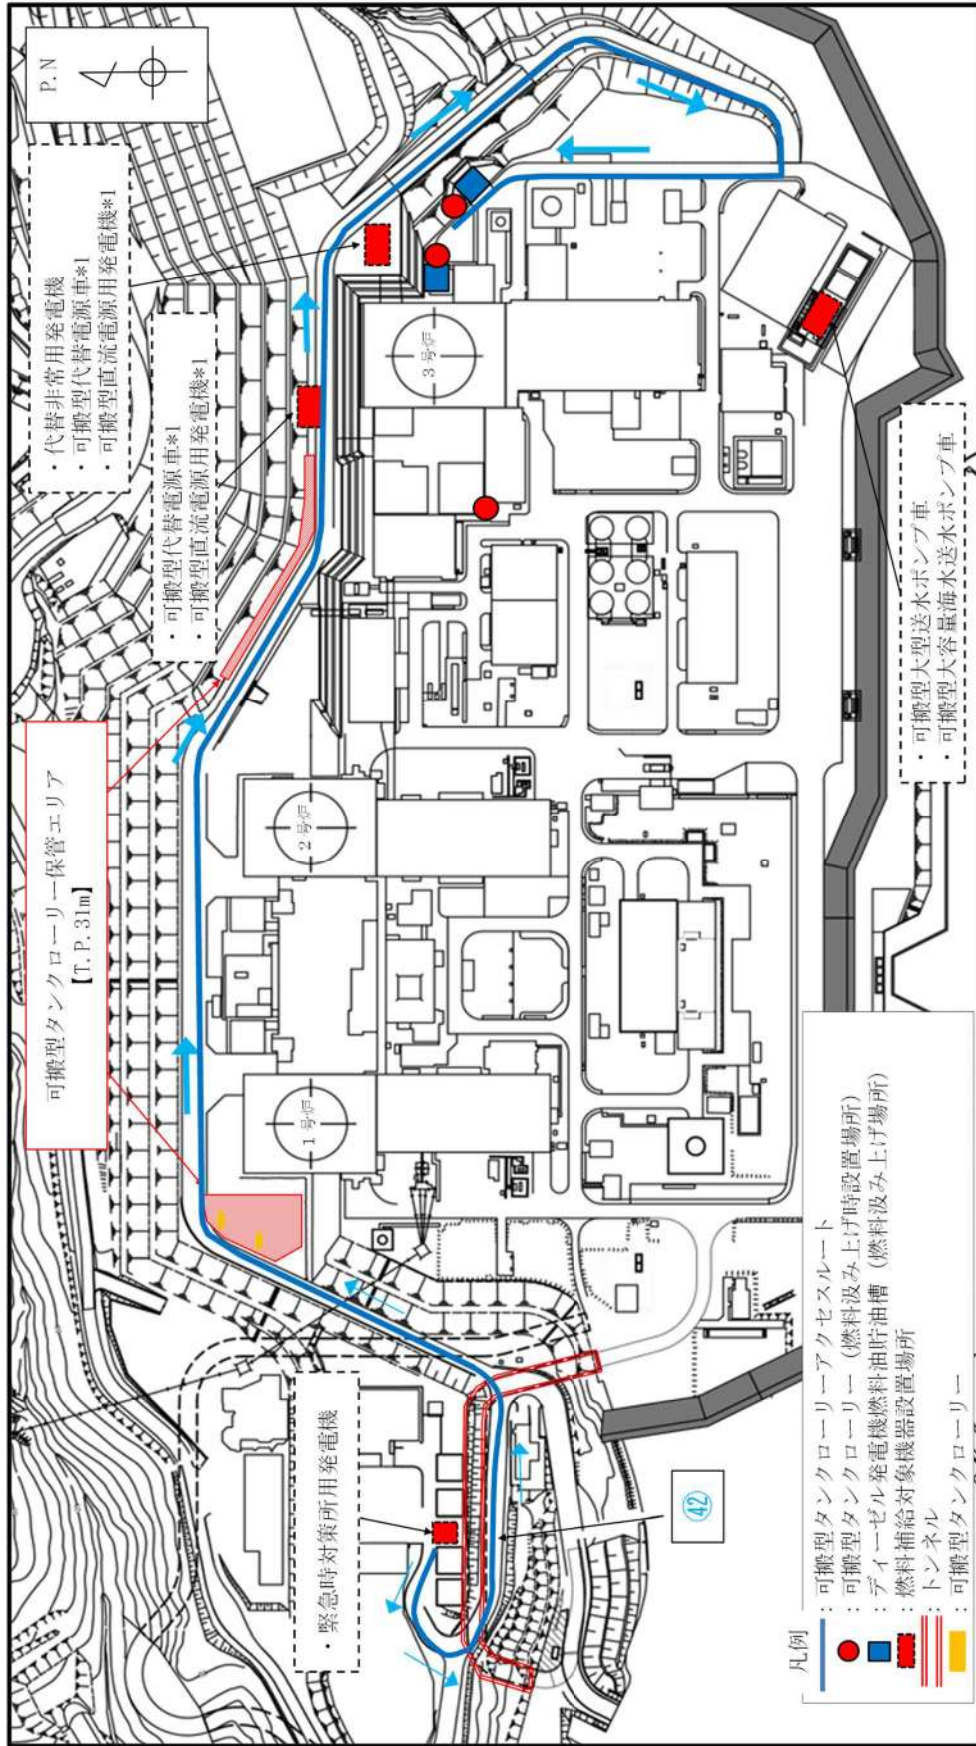 P.N
・代替非常用発電機
・可搬型代替電源車*1
・可搬型直流電源用発電機*1
・可搬型代替電源車*1
・可搬型直流電源用発電機*1
可搬型タンクローリー保管エリア
【T.P.31m】
・緊急時対策所用発電機
1号炉
2号炉
3号炉
㊷
・可搬型大型送水ポンプ車
・可搬型大容量海水送水ポンプ車
凡例
：可搬型タンクローリーアクセスルート
：可搬型タンクローリー（燃料汲み上げ時設置場所）
：ディーゼル発電機燃料油貯油槽（燃料汲み上げ場所）
：燃料補給対象機器設置場所
：トンネル
：可搬型タンクローリー